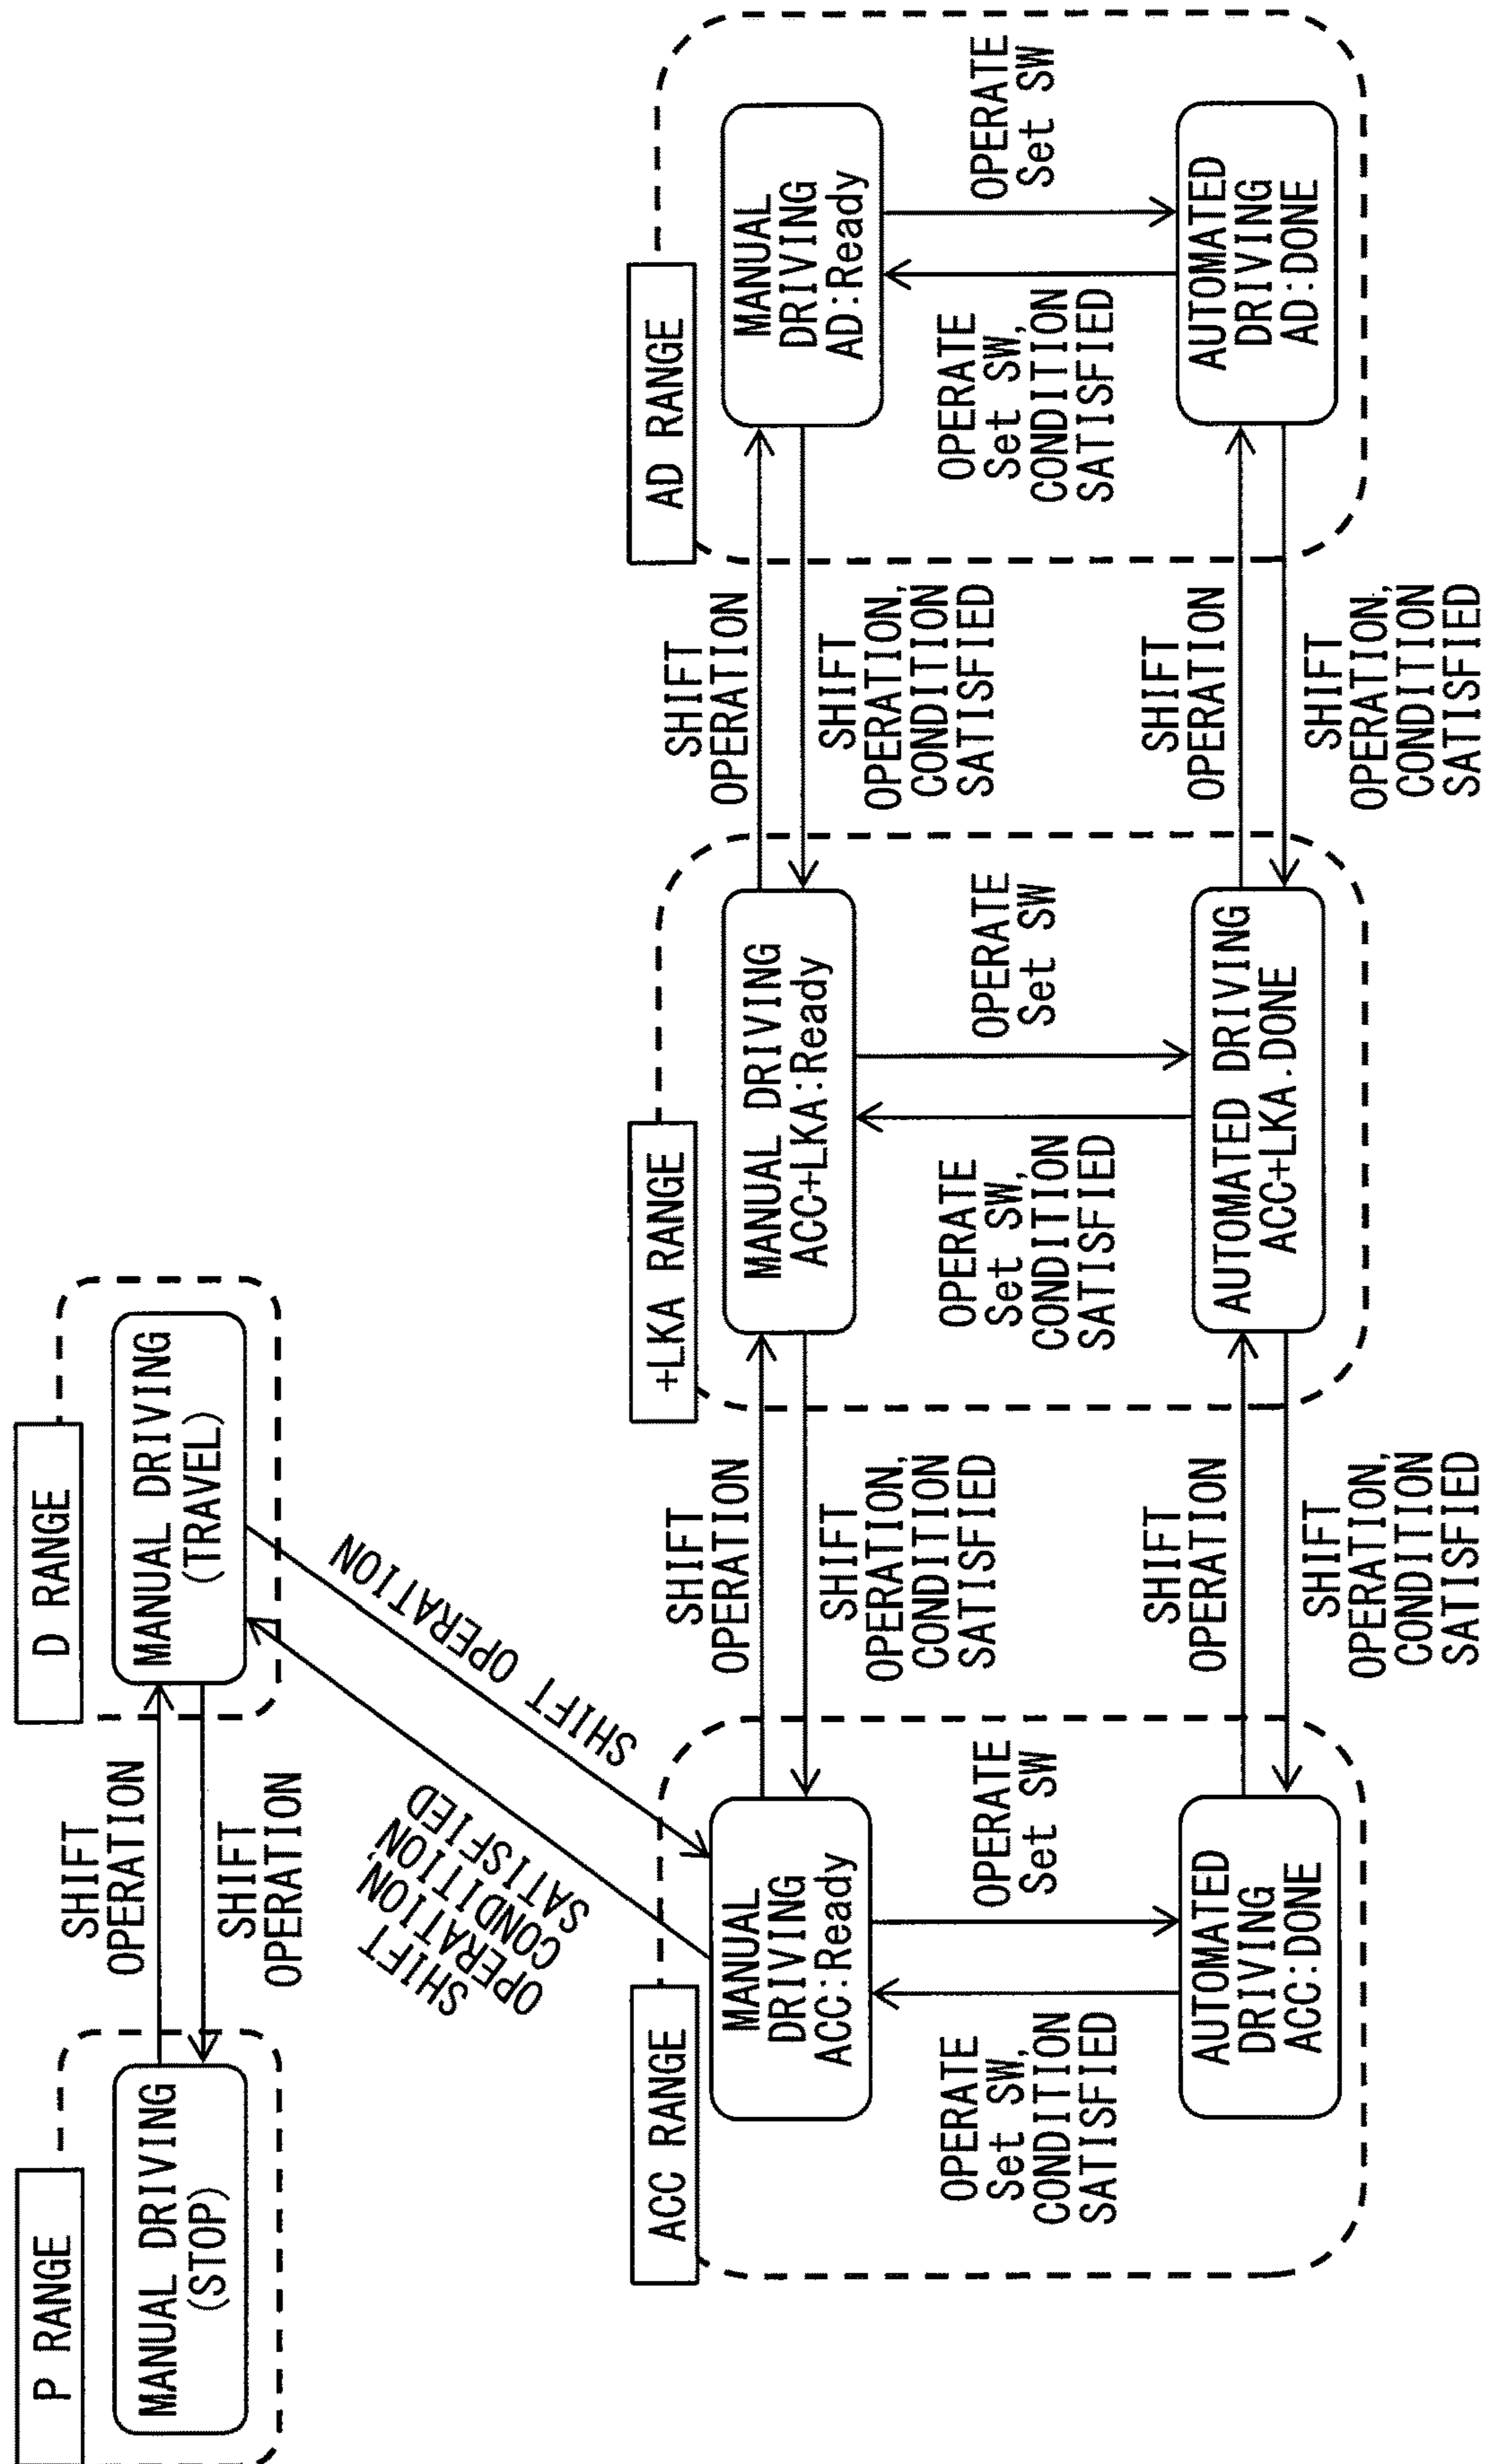 P RANGE
MANUAL DRIVING
(STOP)
SHIFT
OPERATION
SHIFT
OPERATION
D RANGE
MANUAL DRIVING
(TRAVEL)
SHIFT
OPERATION,
CONDITION
SATISFIED
SHIFT OPERATION
ACC RANGE
MANUAL
DRIVING
ACC:Ready
OPERATE
Set SW,
CONDITION
SATISFIED
OPERATE
Set SW
AUTOMATED
DRIVING
ACC:DONE
SHIFT
OPERATION
SHIFT
OPERATION,
CONDITION
SATISFIED
SHIFT
OPERATION
SHIFT
OPERATION,
CONDITION
SATISFIED
+LKA RANGE
MANUAL DRIVING
ACC+LKA:Ready
OPERATE
Set SW,
CONDITION
SATISFIED
OPERATE
Set SW
AUTOMATED DRIVING
ACC+LKA.DONE
SHIFT
OPERATION
SHIFT
OPERATION,
CONDITION
SATISFIED
SHIFT
OPERATION
SHIFT
OPERATION,
CONDITION
SATISFIED
AD RANGE
MANUAL
DRIVING
AD:Ready
OPERATE
Set SW,
CONDITION
SATISFIED
OPERATE
Set SW
AUTOMATED
DRIVING
AD:DONE